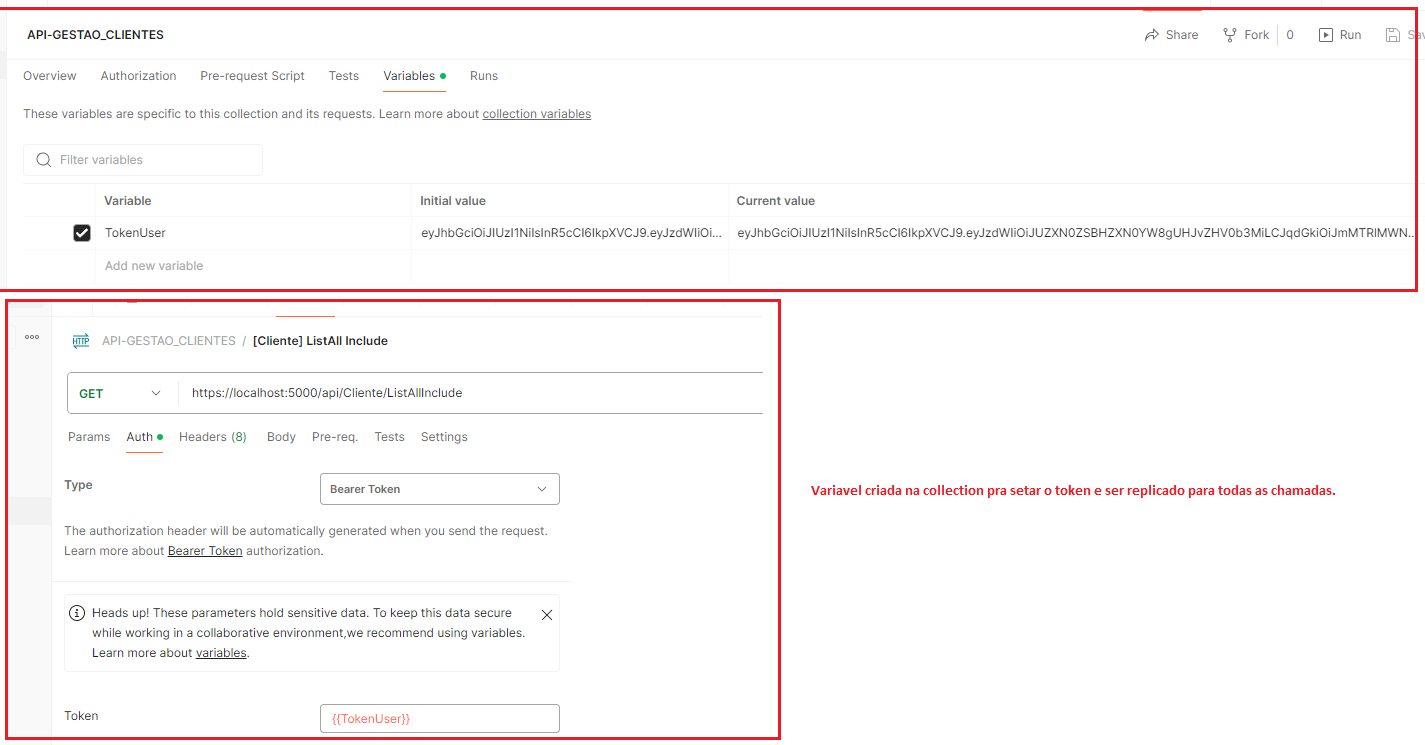 API-GESTAO_CLIENTES
Share Fork 0 Run
Overview Authorization Pre-request Script Tests Variables Runs
These variables are specific to this collection and its requests. Learn more about collection variables
Filter variables
Variable Initial value Current value
TokenUser eyJhbGciOiJIUzI1NiIsInR5cCI6IkpXVCJ9.eyJzdWIiOi... eyJhbGciOiJIUzI1NiIsInR5cCI6IkpXVCJ9.eyJzdWIiOiJUZXN0ZSBHZXN0YW8gUHJvZHV0b3MiLCJqdGkiOiJmMTRlMWN...
Add new variable
HTTP API-GESTAO_CLIENTES / [Cliente] ListAll Include
GET https://localhost:5000/api/Cliente/ListAllInclude
Params Auth Headers (8) Body Pre-req. Tests Settings
Type Bearer Token
Variavel criada na collection pra setar o token e ser replicado para todas as chamadas.
The authorization header will be automatically generated when you send the request.
Learn more about Bearer Token authorization.
Heads up! These parameters hold sensitive data. To keep this data secure
while working in a collaborative environment,we recommend using variables.
Learn more about variables.
Token {{TokenUser}}